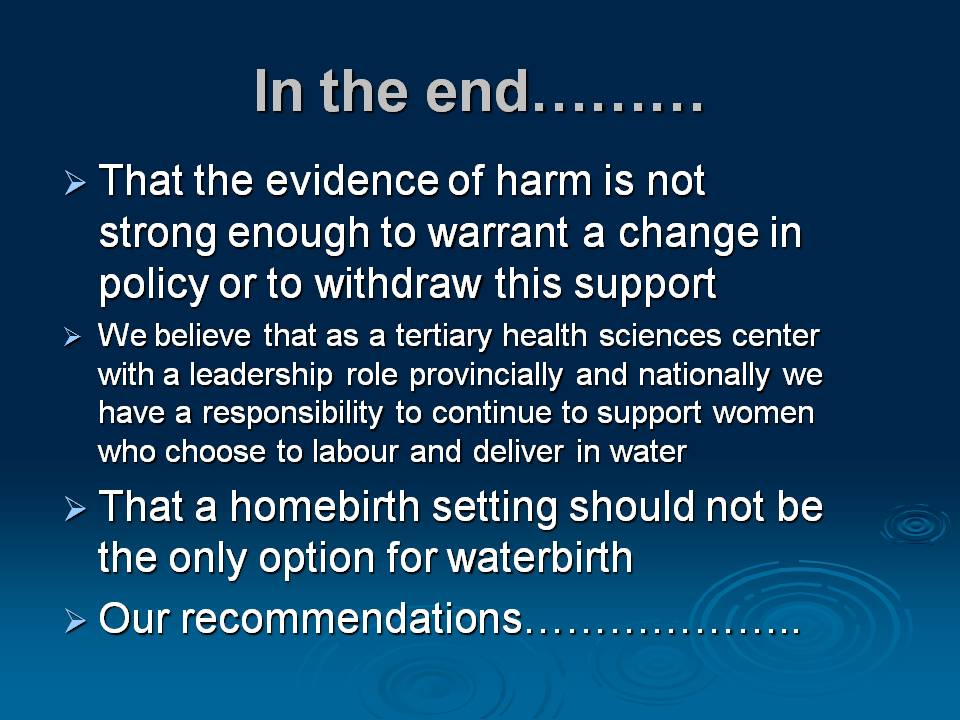 In the end………
That the evidence of harm is not
strong enough to warrant a change in
policy or to withdraw this support
We believe that as a tertiary health sciences center
with a leadership role provincially and nationally we
have a responsibility to continue to support women
who choose to labour and deliver in water
That a homebirth setting should not be
the only option for waterbirth
Our recommendations……….………..